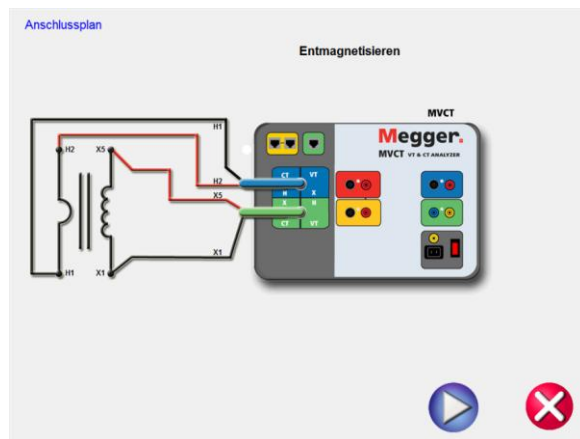 Anschlussplan
Entmagnetisieren
MVCT
Megger.
MVCT VT & CT ANALYZER
H1
H2
X5
H2
X5
X1
H1
X1
CT VT
H X
X H
CT VT